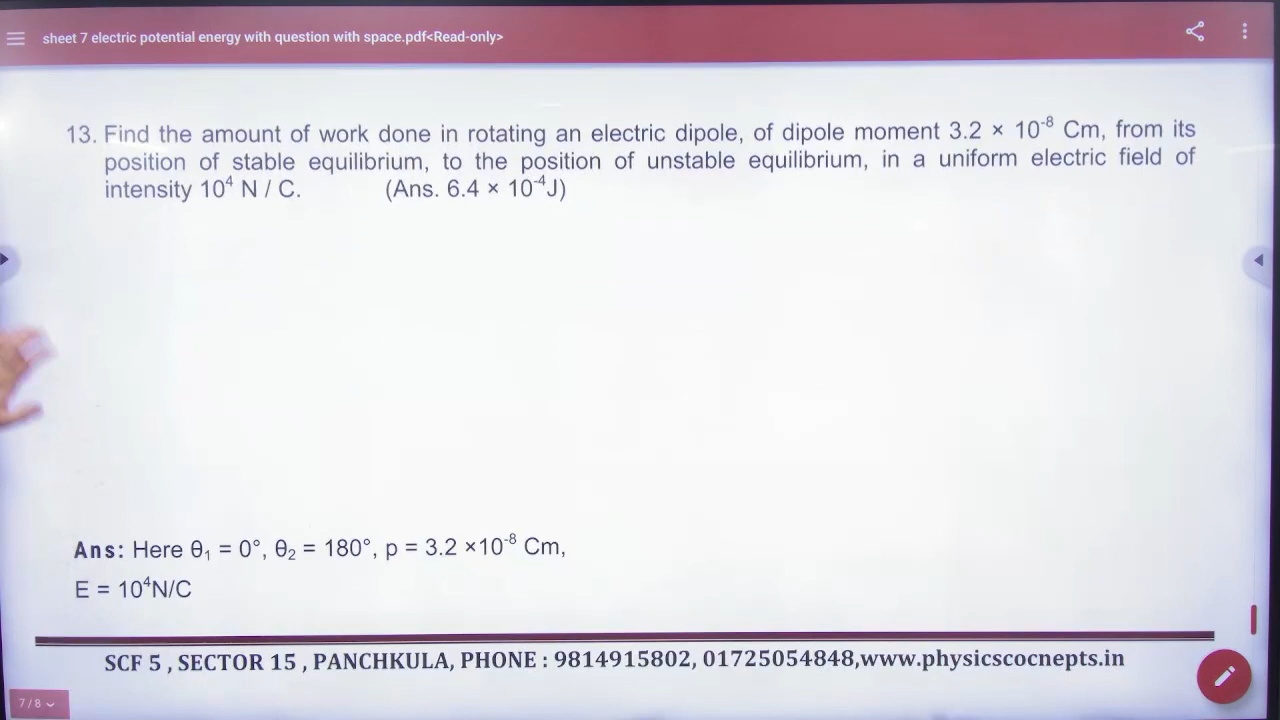 sheet 7 electric potential energy with question with space.pdf<Read-only>
13. Find the amount of work done in rotating an electric dipole, of dipole moment 3.2 × 10⁻⁸ Cm, from its
position of stable equilibrium, to the position of unstable equilibrium, in a uniform electric field of
intensity 10⁴ N / C. (Ans. 6.4 × 10⁻⁴J)
Ans: Here θ₁ = 0°, θ₂ = 180°, p = 3.2 ×10⁻⁸ Cm,
E = 10⁴N/C
SCF 5 , SECTOR 15 , PANCHKULA, PHONE : 9814915802, 01725054848,www.physicscocnepts.in
7 / 8